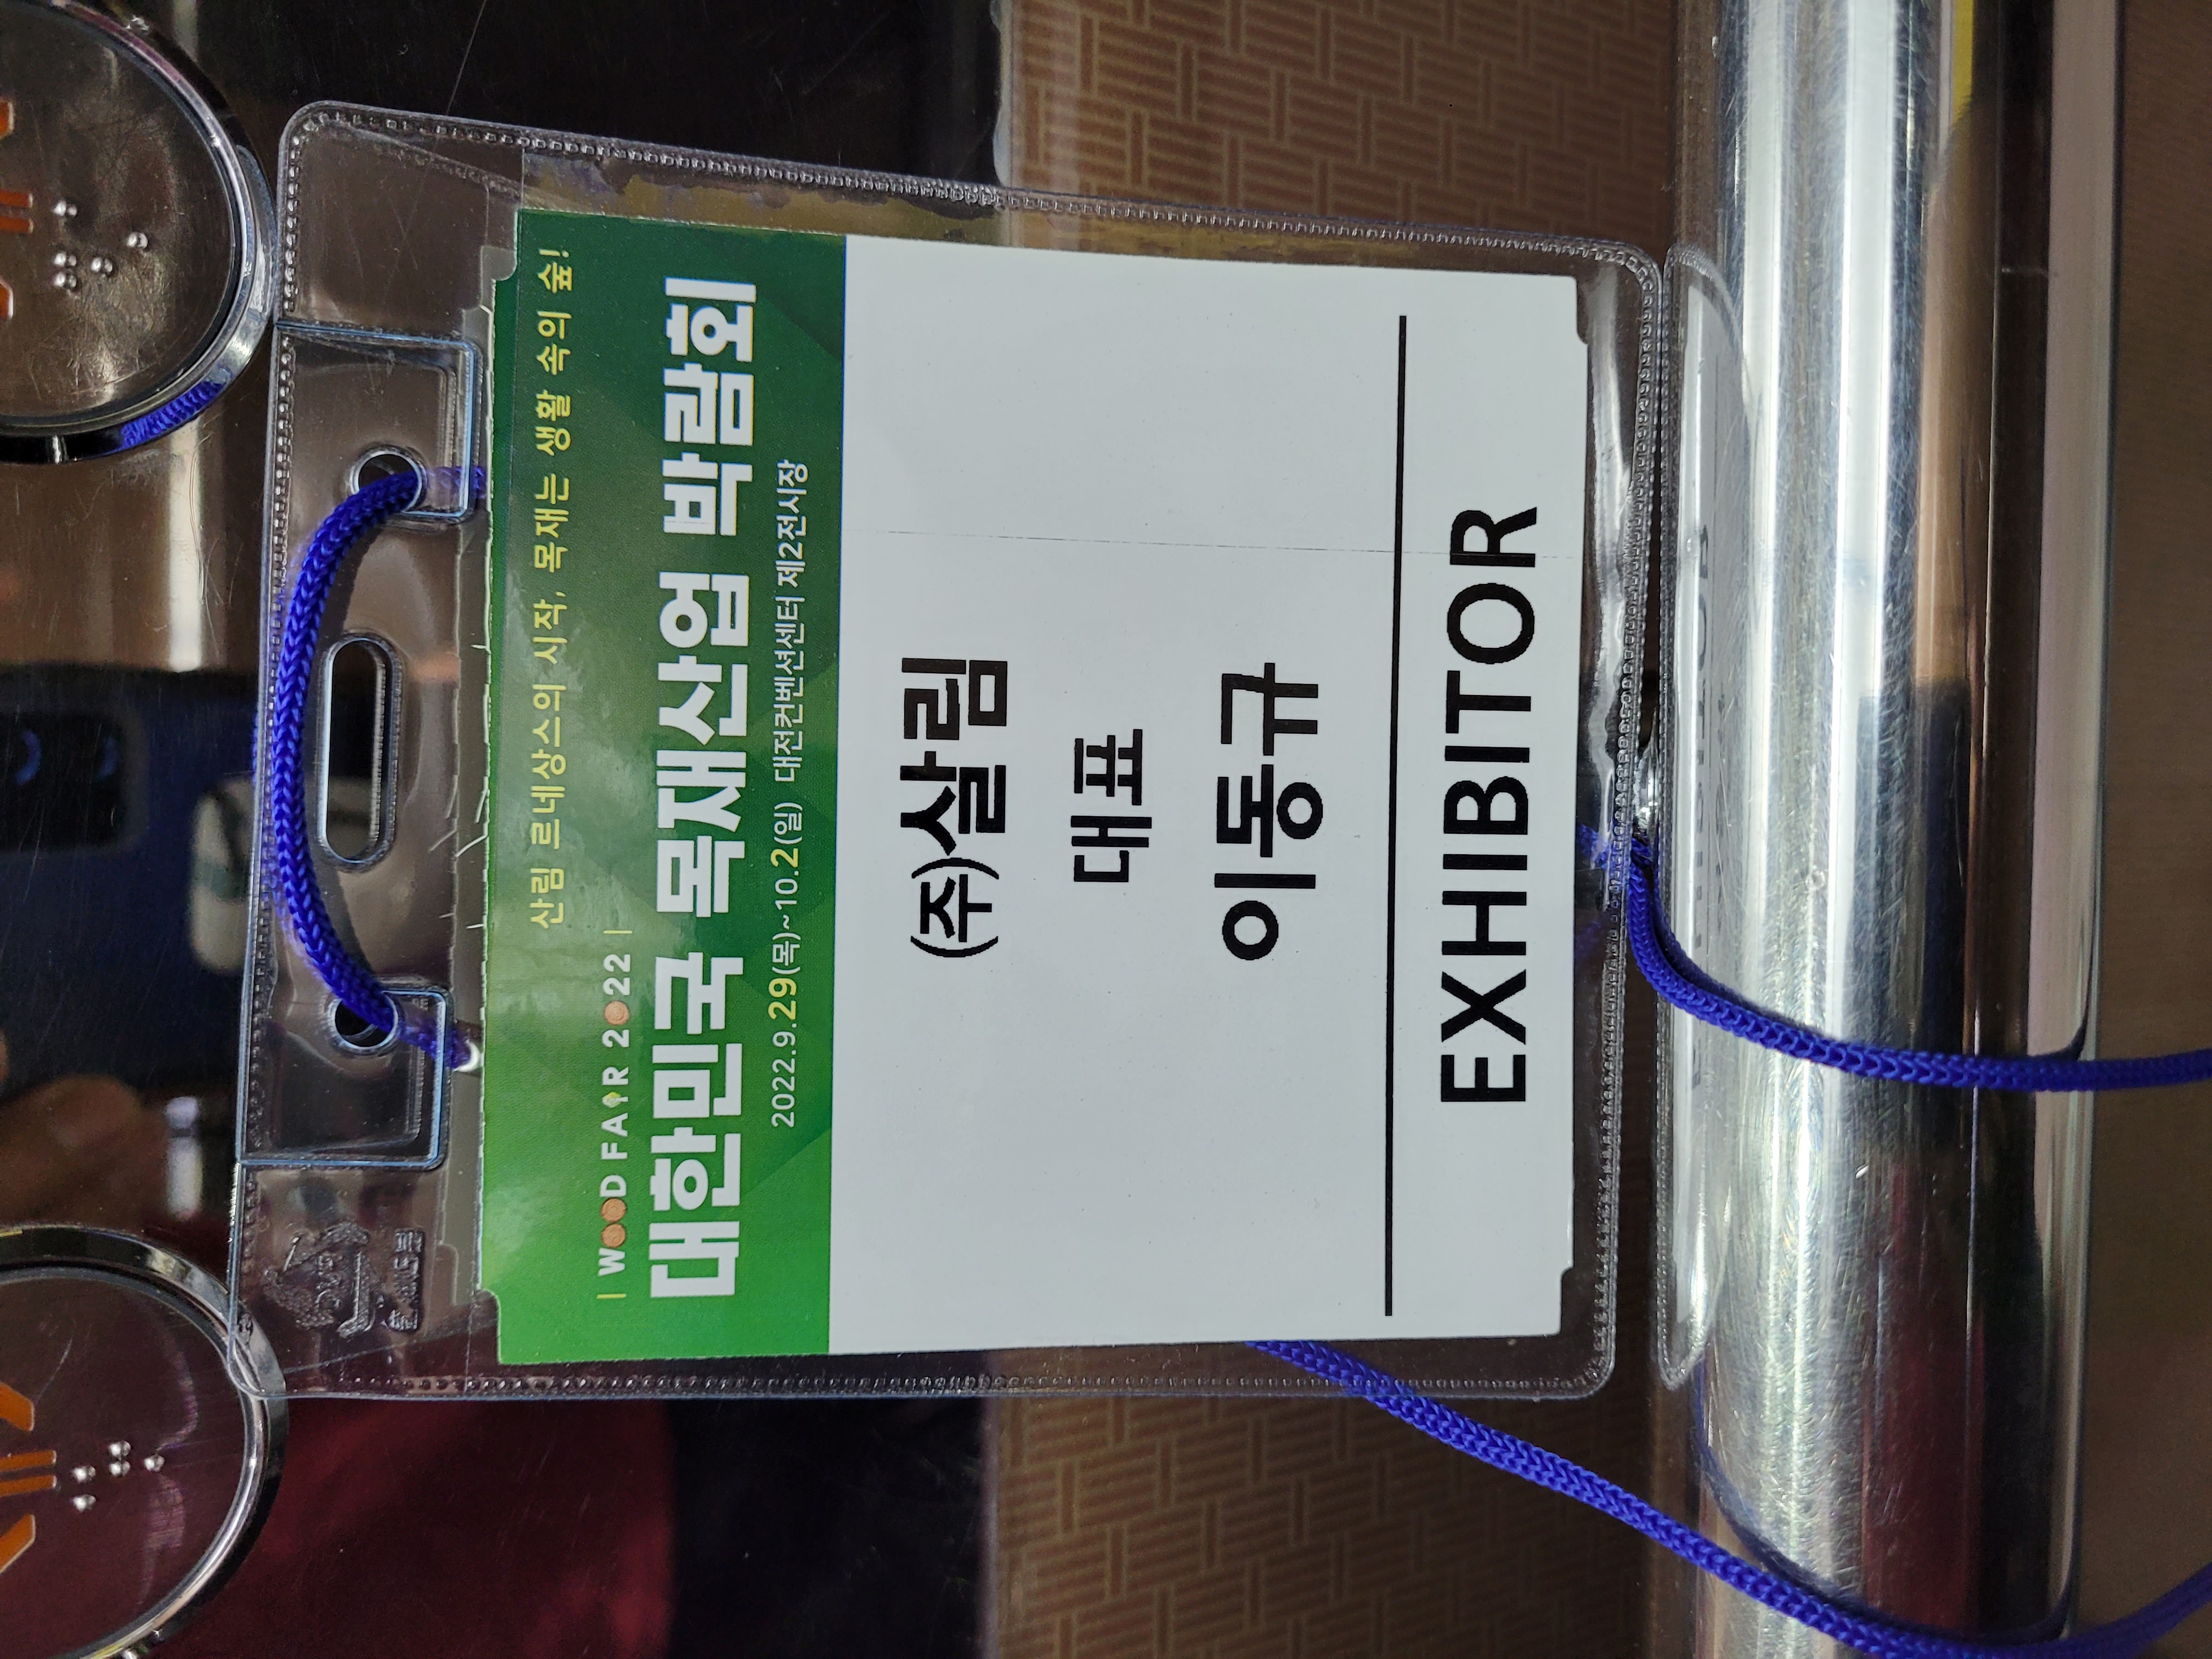 산림 르네상스의 시작, 목재는 생활 속의 숲!
| WOOD FAIR 2022 |
대한민국 목재산업 박람회
2022.9.29(목)~10.2(일) 대전컨벤션센터 제2전시장
(주)살림
대표
이동규
EXHIBITOR